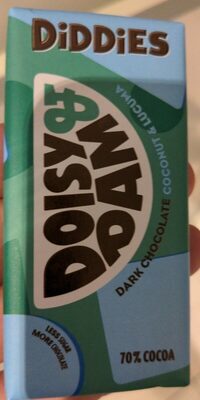 DiDDiES
DOISY &
DAM
DARK CHOCOLATE COCONUT & LUCUMA
LESS SUGAR
MORE CHOCOLATE
70% COCOA